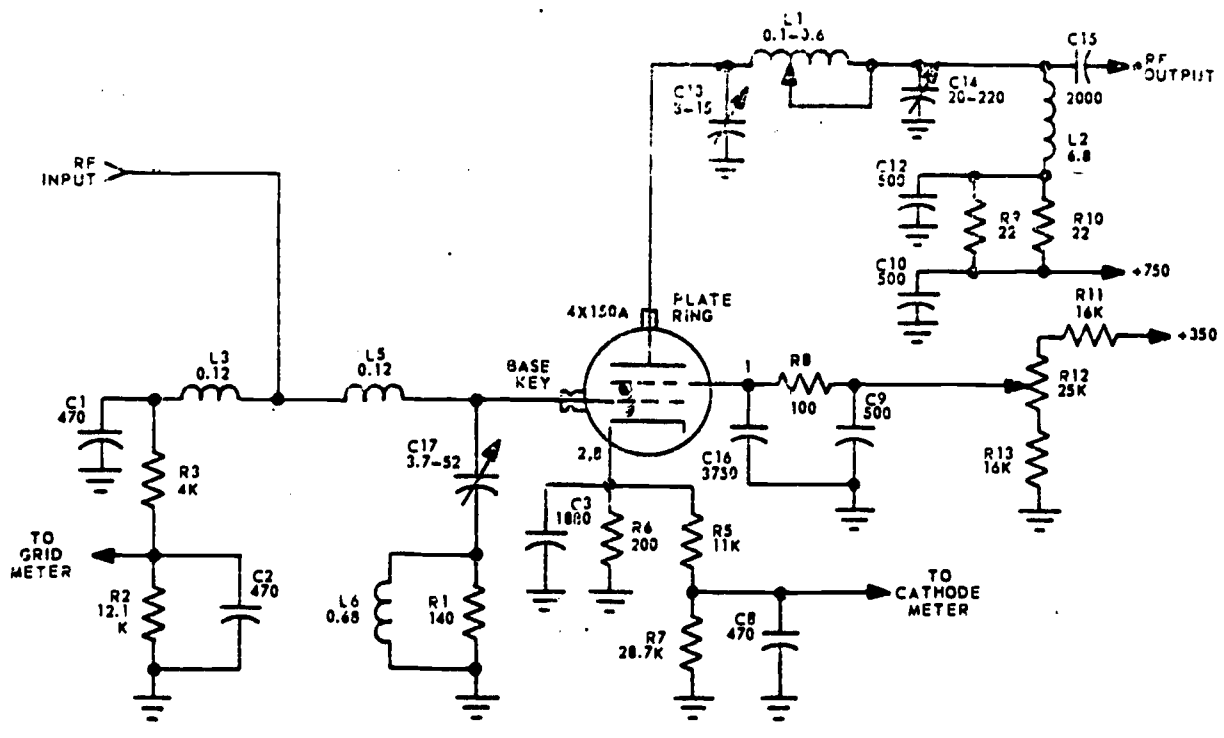 L1
0.1-0.6
C15
RF
OUTPUT
2000
C13
3-15
C14
20-220
L2
6.8
RF
INPUT
C12
500
R9
22
R10
22
C10
500
+750
R11
16K
+350
4X150A
PLATE
RING
L3
0.12
L5
0.12
BASE
KEY
1
R8
100
C9
500
R12
25K
C1
470
R3
4K
C17
3.7-52
2,8
C16
3750
R13
16K
C3
R6
200
R5
11K
TO
GRID
METER
C2
470
R2
12.1
K
L6
0.68
R1
140
TO
CATHODE
METER
R7
28.7K
C8
470